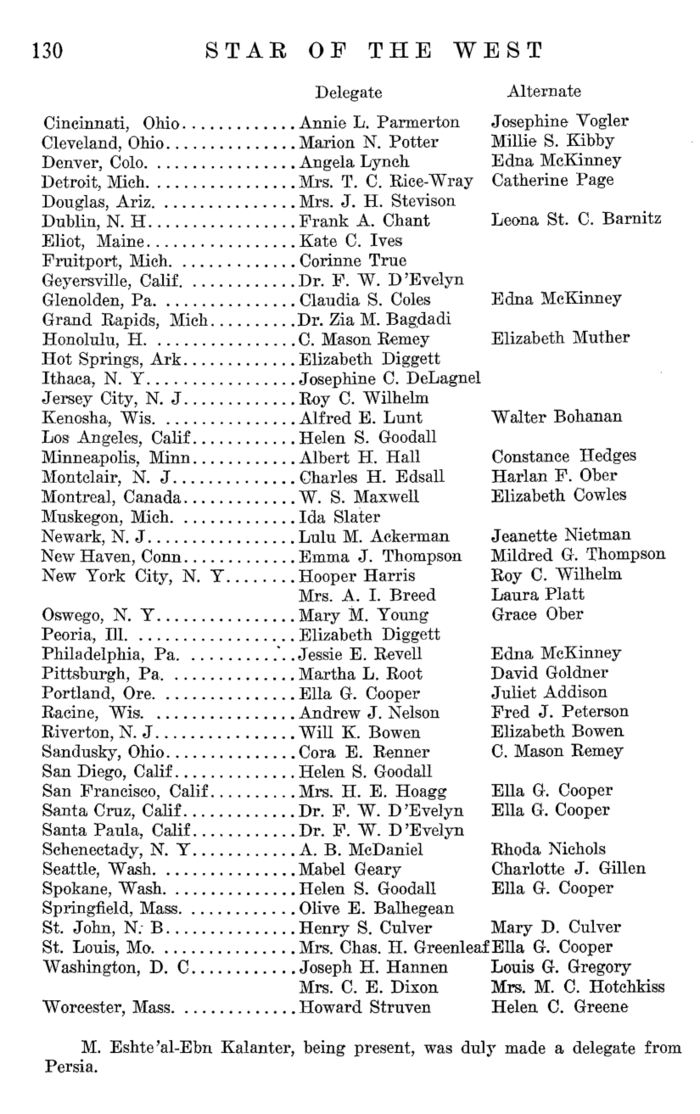 130 STAR OF THE WEST
Delegate Alternate
Cincinnati, Ohio............. Annie L. Parmerton Josephine Vogler
Cleveland, Ohio............... Marion N. Potter Millie S. Kibby
Denver, Colo. ................ Angela Lynch Edna McKinney
Detroit, Mich. ............... Mrs. T. C. Rice-Wray Catherine Page
Douglas, Ariz. ............... Mrs. J. H. Stevison
Dublin, N. H.................. Frank A. Chant Leona St. C. Barnitz
Eliot, Maine.................. Kate C. Ives
Fruitport, Mich. ............. Corinne True
Geyersville, Calif. ............ Dr. F. W. D'Evelyn
Glenolden, Pa. ............... Claudia S. Coles Edna McKinney
Grand Rapids, Mich......... Dr. Zia M. Bagdadi
Honolulu, H. ................ C. Mason Remey Elizabeth Muther
Hot Springs, Ark............. Elizabeth Diggett
Ithaca, N. Y.................. Josephine C. DeLagnel
Jersey City, N. J............. Roy C. Wilhelm
Kenosha, Wis. ............... Alfred E. Lunt Walter Bohanan
Los Angeles, Calif............ Helen S. Goodall
Minneapolis, Minn............ Albert H. Hall Constance Hedges
Montclair, N. J............... Charles H. Edsall Harlan F. Ober
Montreal, Canada............. W. S. Maxwell Elizabeth Cowles
Muskegon, Mich. ............. Ida Slater
Newark, N. J................. Lulu M. Ackerman Jeanette Nietman
New Haven, Conn............. Emma J. Thompson Mildred G. Thompson
New York City, N. Y........ Hooper Harris Roy C. Wilhelm
Mrs. A. I. Breed Laura Platt
Oswego, N. Y................. Mary M. Young Grace Ober
Peoria, Ill. .................. Elizabeth Diggett
Philadelphia, Pa. ............ Jessie E. Revell Edna McKinney
Pittsburgh, Pa. .............. Martha L. Root David Goldner
Portland, Ore. ............... Ella G. Cooper Juliet Addison
Racine, Wis. ................ Andrew J. Nelson Fred J. Peterson
Riverton, N. J................ Will K. Bowen Elizabeth Bowen
Sandusky, Ohio............... Cora E. Renner C. Mason Remey
San Diego, Calif.............. Helen S. Goodall
San Francisco, Calif.......... Mrs. H. E. Hoagg Ella G. Cooper
Santa Cruz, Calif............. Dr. F. W. D'Evelyn Ella G. Cooper
Santa Paula, Calif............ Dr. F. W. D'Evelyn
Schenectady, N. Y............ A. B. McDaniel Rhoda Nichols
Seattle, Wash. ............... Mabel Geary Charlotte J. Gillen
Spokane, Wash. .............. Helen S. Goodall Ella G. Cooper
Springfield, Mass. ............ Olive E. Balhegean
St. John, N. B................ Henry S. Culver Mary D. Culver
St. Louis, Mo. ............... Mrs. Chas. H. Greenleaf Ella G. Cooper
Washington, D. C............ Joseph H. Hannen Louis G. Gregory
Mrs. C. E. Dixon Mrs. M. C. Hotchkiss
Worcester, Mass. ............. Howard Struven Helen C. Greene
M. Eshte'al-Ebn Kalanter, being present, was duly made a delegate from
Persia.